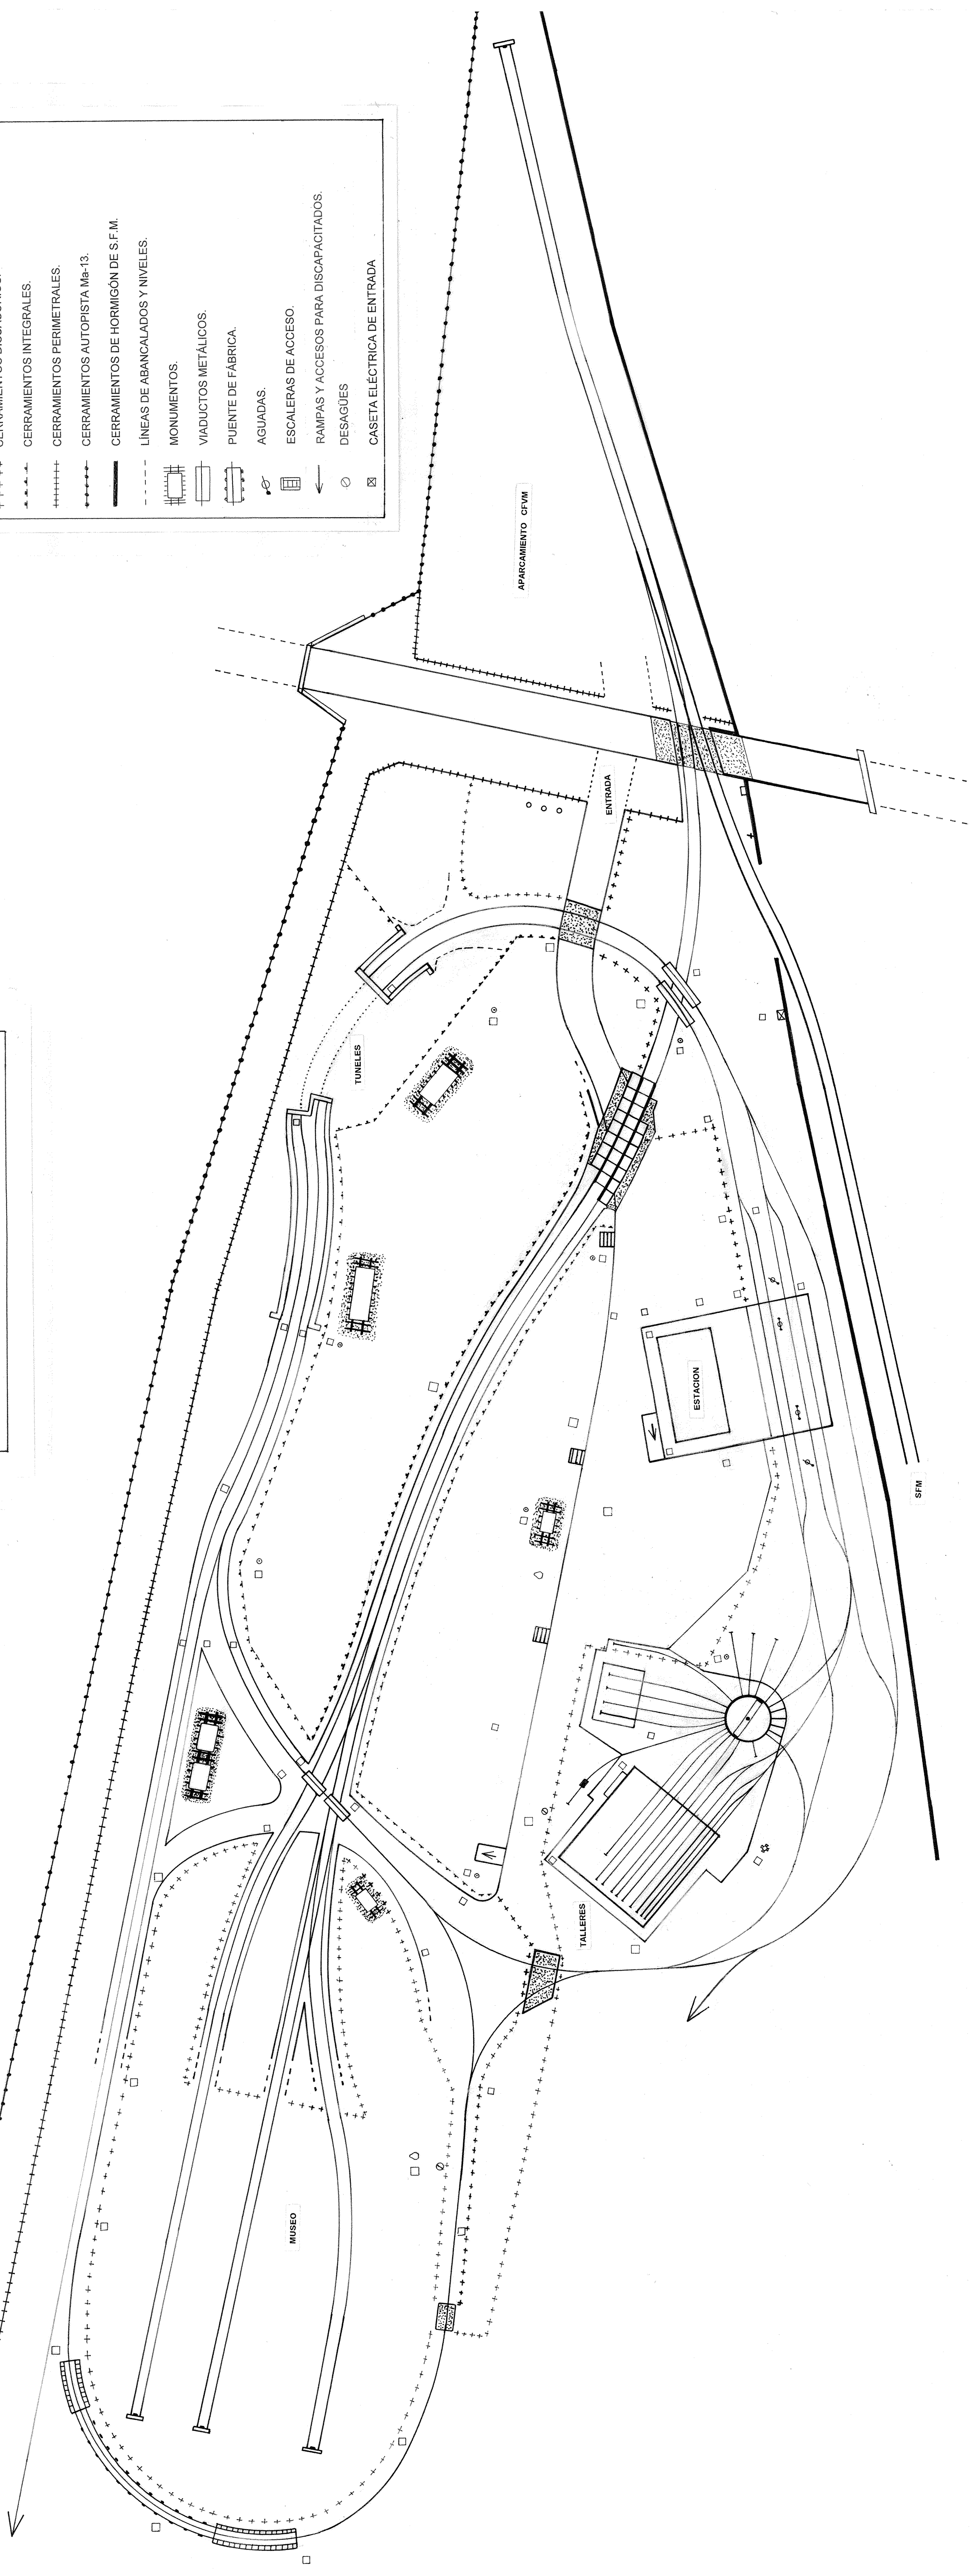 CERRAMIENTOS INTEGRALES.
CERRAMIENTOS PERIMETRALES.
CERRAMIENTOS AUTOPISTA Ma-13.
CERRAMIENTOS DE HORMIGÓN DE S.F.M.
LÍNEAS DE ABANCALADOS Y NIVELES.
MONUMENTOS.
VIADUCTOS METÁLICOS.
PUENTE DE FÁBRICA.
AGUADAS.
ESCALERAS DE ACCESO.
RAMPAS Y ACCESOS PARA DISCAPACITADOS.
DESAGÜES
CASETA ELÉCTRICA DE ENTRADA
APARCAMIENTO CFVM
ENTRADA
TUNELES
ESTACION
SFM
TALLERES
MUSEO